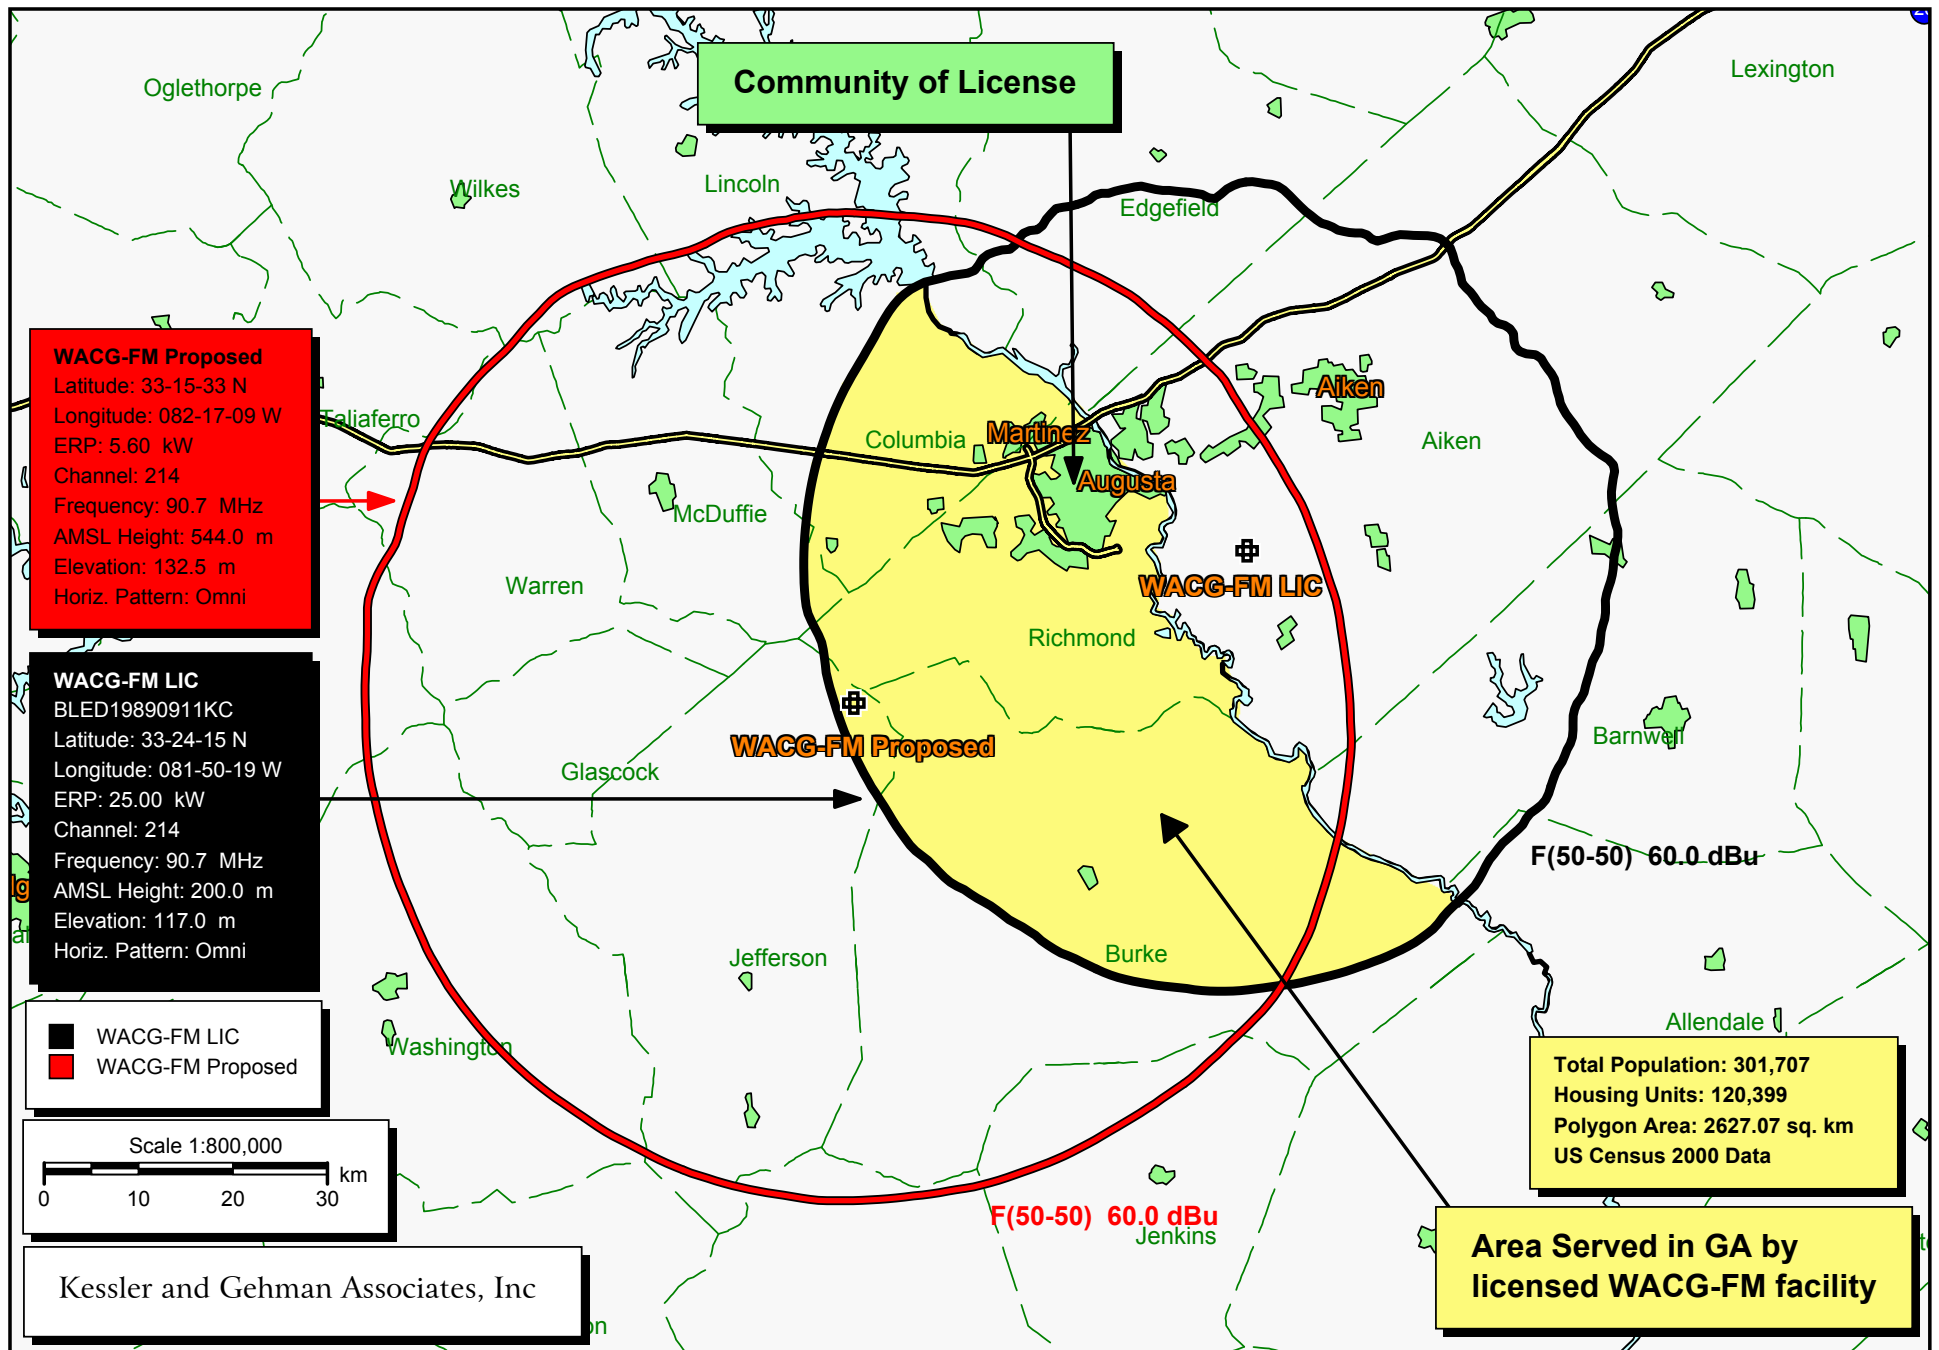 Oglethorpe
Lexington
Community of License
Wilkes
Lincoln
Edgefield
WACG-FM Proposed
Latitude: 33-15-33 N
Longitude: 082-17-09 W
ERP: 5.60 kW
Channel: 214
Frequency: 90.7 MHz
AMSL Height: 544.0 m
Elevation: 132.5 m
Horiz. Pattern: Omni
Taliaferro
Columbia
Martinez
Aiken
Aiken
Augusta
McDuffie
Warren
WACG-FM LIC
Richmond
WACG-FM LIC
BLED19890911KC
Latitude: 33-24-15 N
Longitude: 081-50-19 W
ERP: 25.00 kW
Channel: 214
Frequency: 90.7 MHz
AMSL Height: 200.0 m
Elevation: 117.0 m
Horiz. Pattern: Omni
WACG-FM Proposed
Glascock
Barnwell
F(50-50) 60.0 dBu
Jefferson
Burke
Washington
Allendale
WACG-FM LIC
WACG-FM Proposed
Total Population: 301,707
Housing Units: 120,399
Polygon Area: 2627.07 sq. km
US Census 2000 Data
Scale 1:800,000
km
0 10 20 30
F(50-50) 60.0 dBu
Jenkins
Area Served in GA by
licensed WACG-FM facility
Kessler and Gehman Associates, Inc